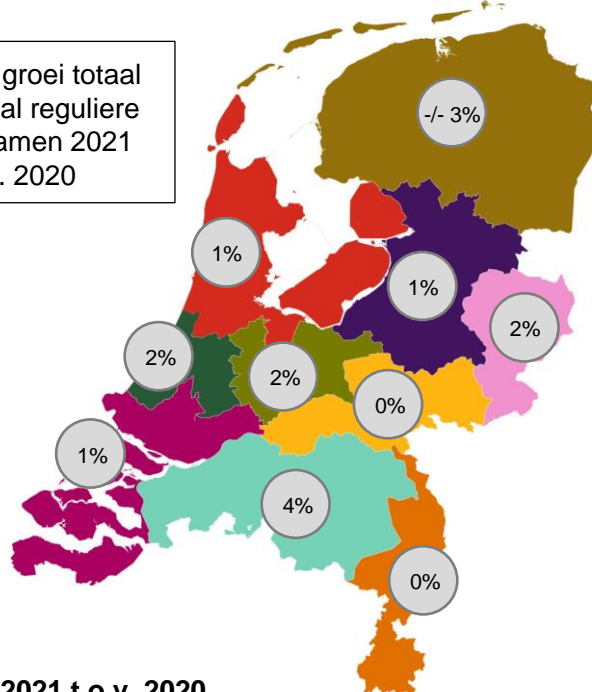 groei totaal
al reguliere
amen 2021
. 2020
-/- 3%
1%
1%
2%
2%
2%
0%
1%
4%
0%
2021 t.o.v. 2020